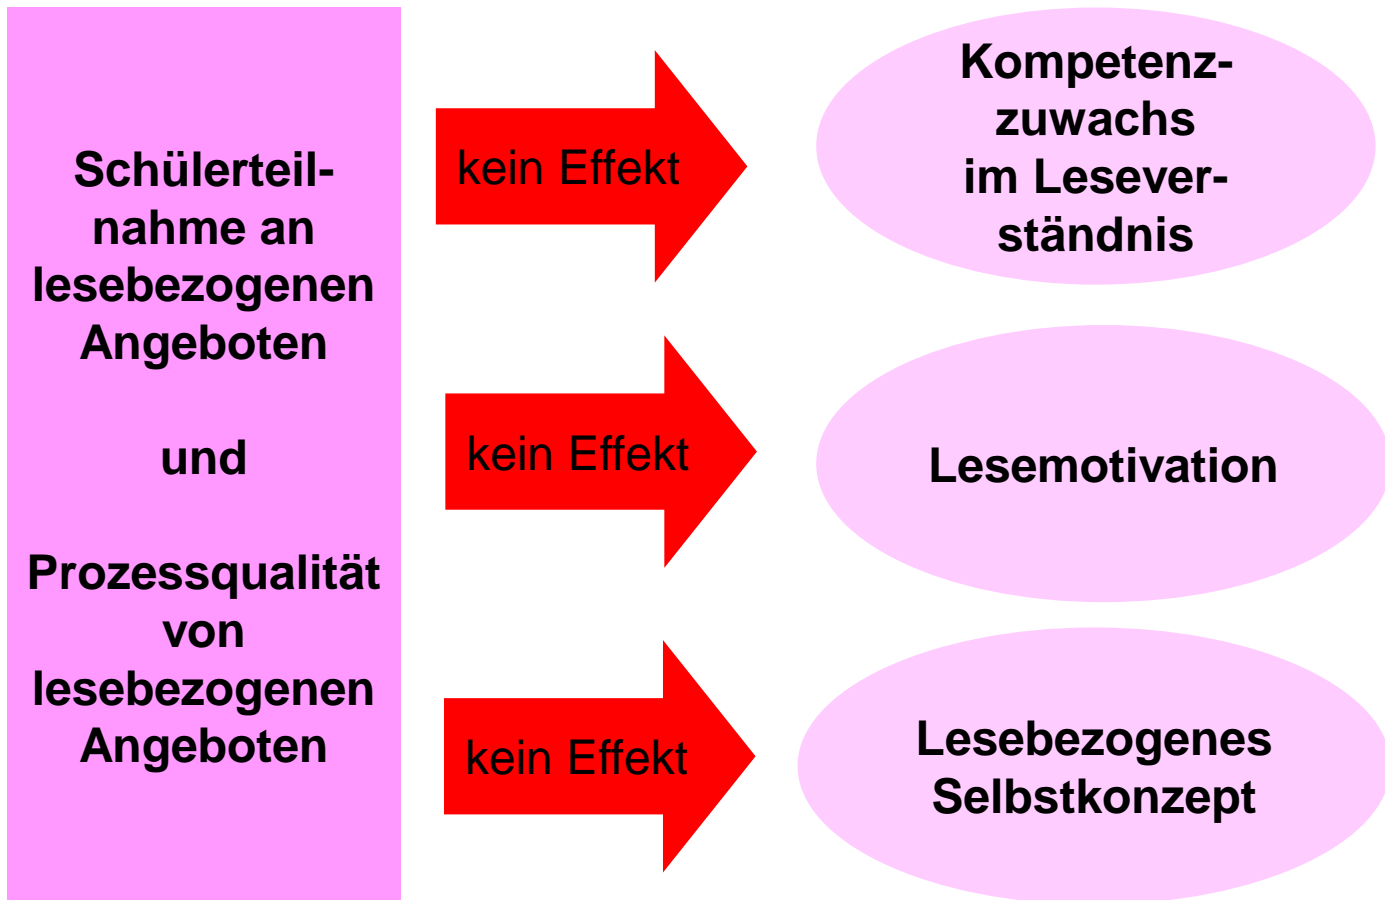 Schülerteil-
nahme an
lesebezogenen
Angeboten
und
Prozessqualität
von
lesebezogenen
Angeboten
kein Effekt
Kompetenz-
zuwachs
im Lesever-
ständnis
kein Effekt
Lesemotivation
kein Effekt
Lesebezogenes
Selbstkonzept